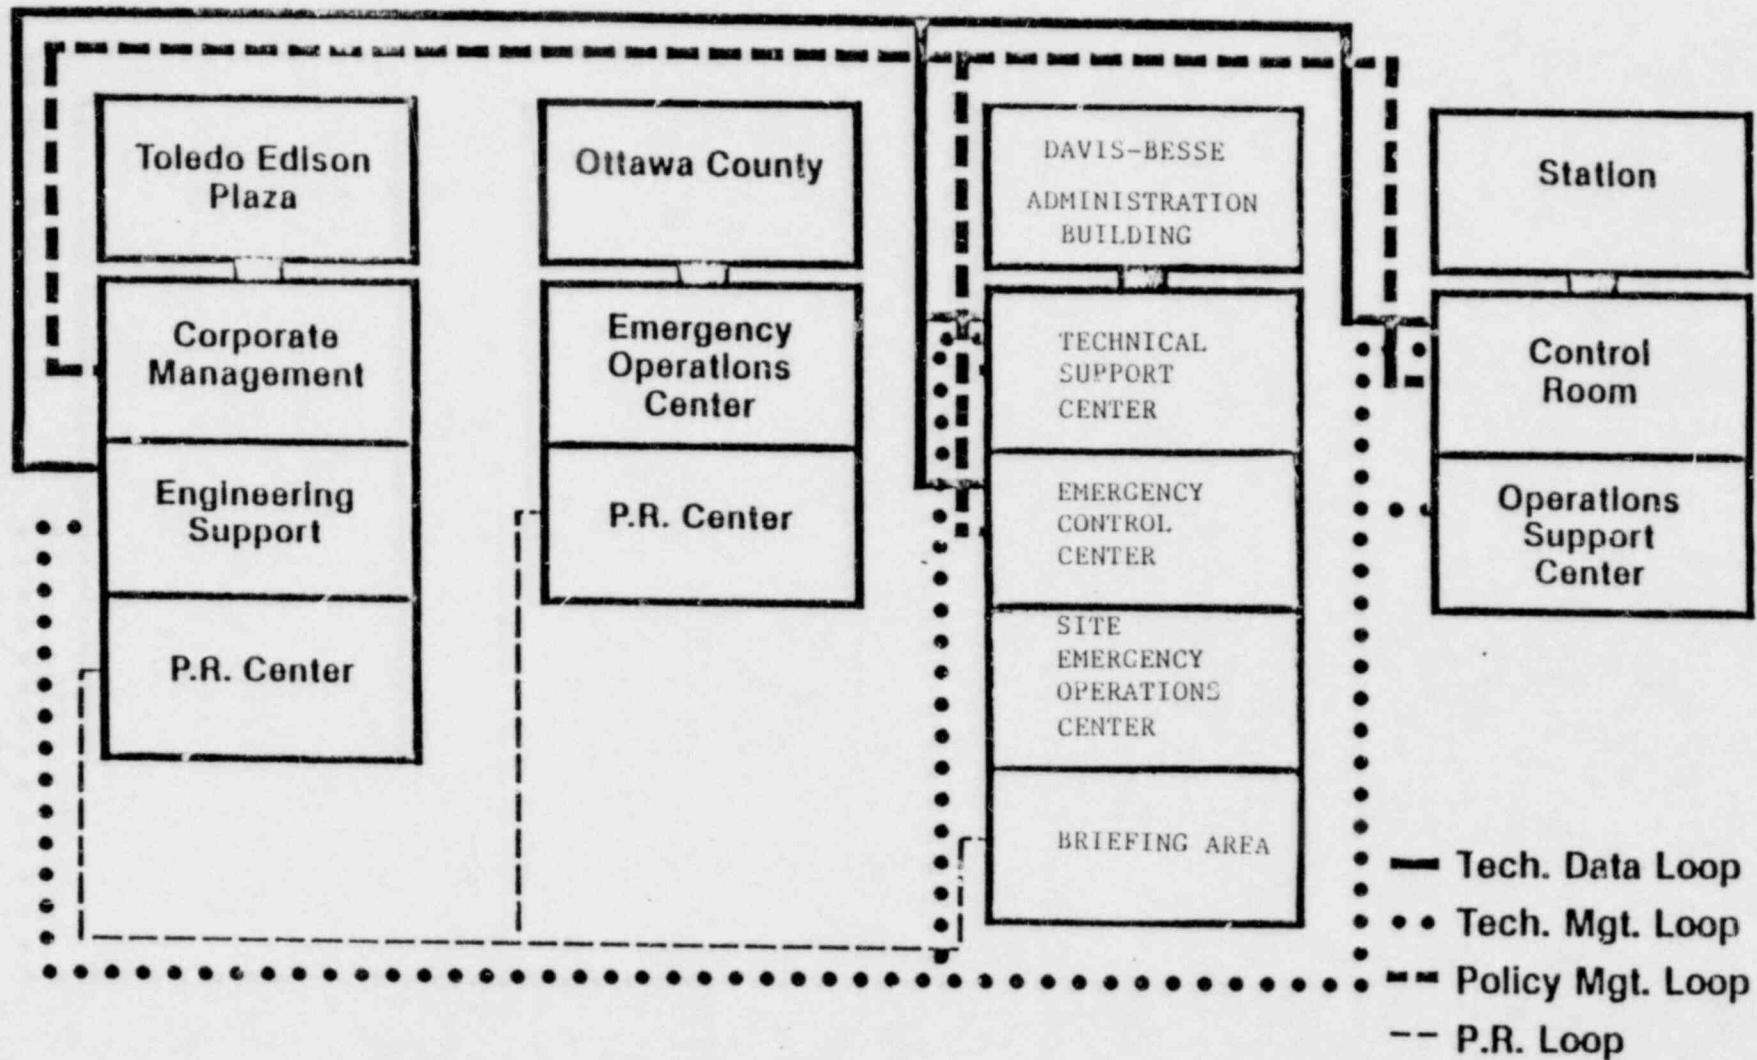 Toledo Edison
Plaza
Corporate
Management
Engineering
Support
P.R. Center
Ottawa County
Emergency
Operations
Center
P.R. Center
DAVIS-BESSE
ADMINISTRATION
BUILDING
TECHNICAL
SUPPORT
CENTER
EMERGENCY
CONTROL
CENTER
SITE
EMERGENCY
OPERATIONS
CENTER
BRIEFING AREA
Station
Control
Room
Operations
Support
Center
Tech. Data Loop
Tech. Mgt. Loop
Policy Mgt. Loop
P.R. Loop